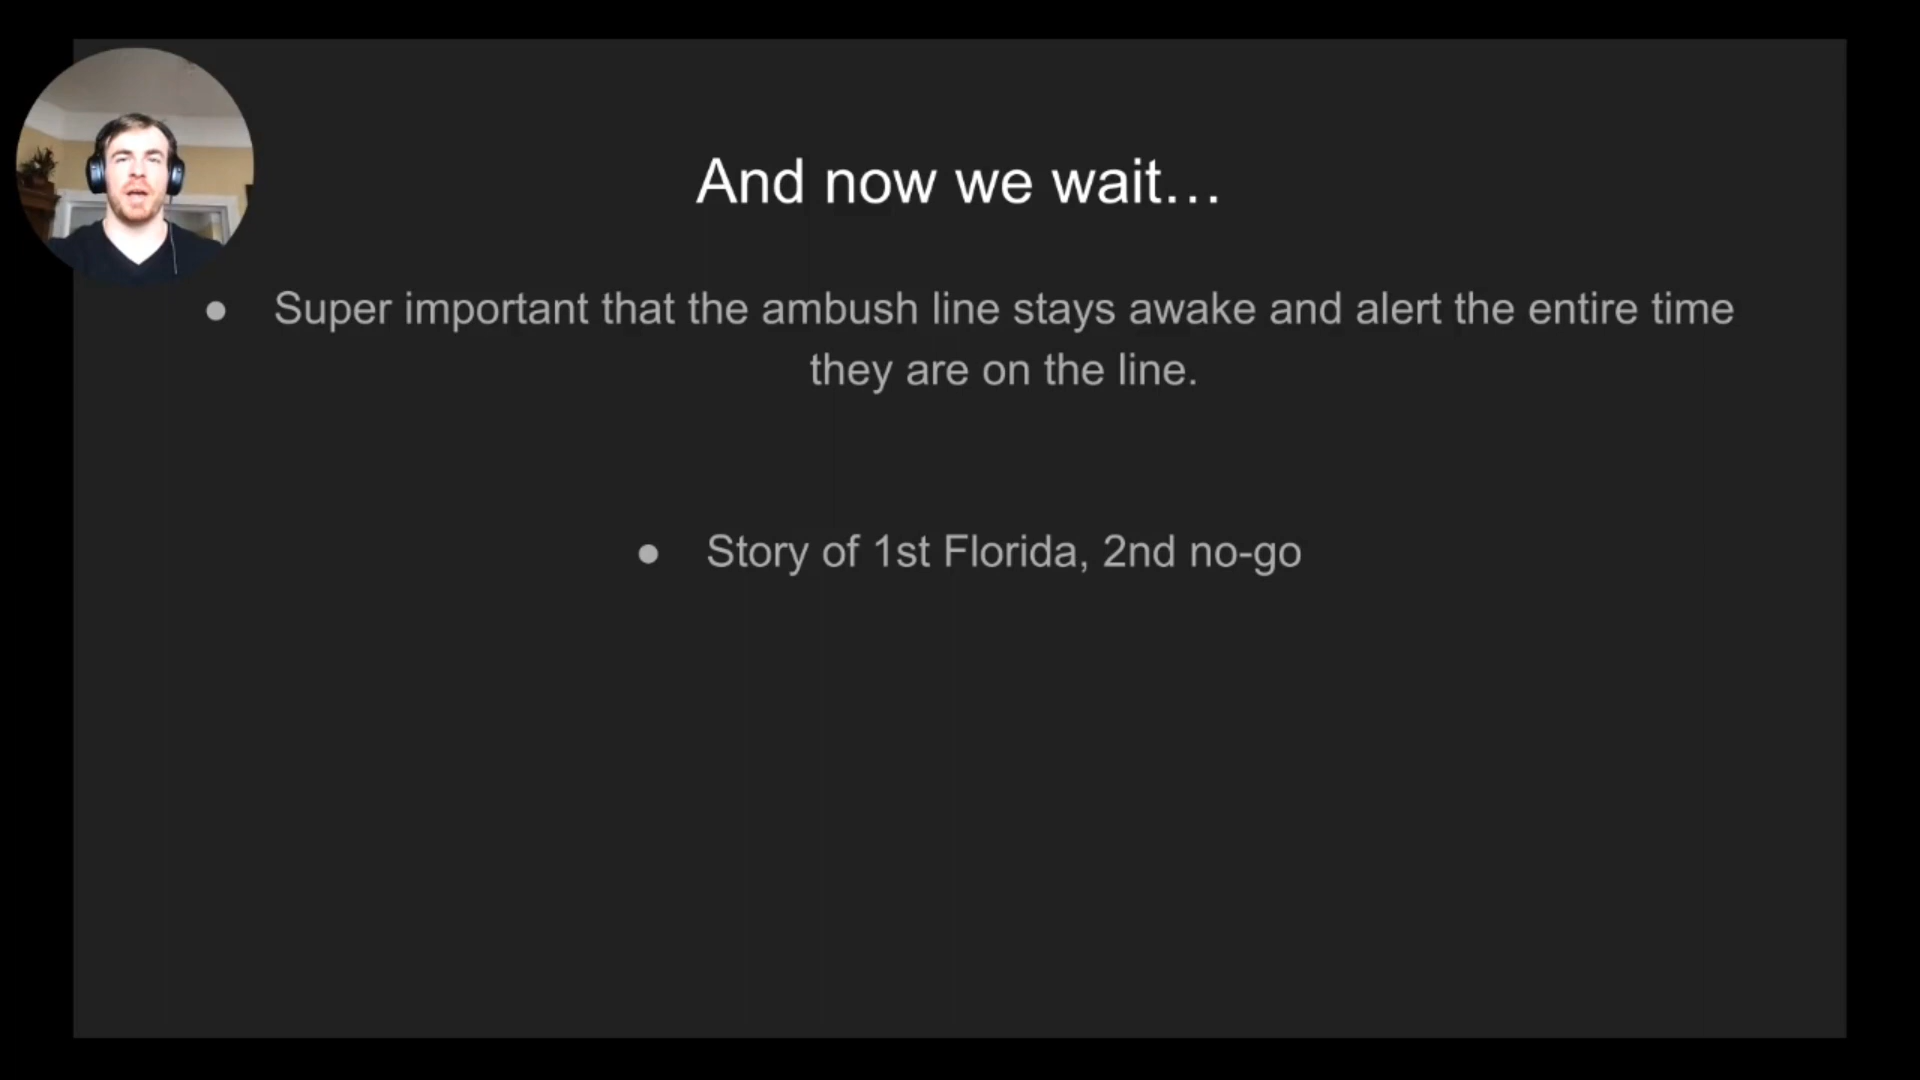 And now we wait…
● Super important that the ambush line stays awake and alert the entire time
they are on the line.
● Story of 1st Florida, 2nd no-go